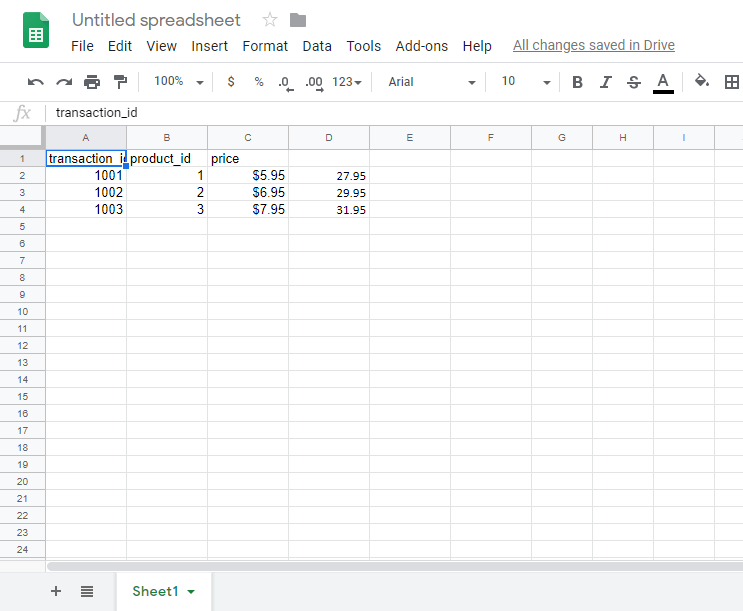 Untitled spreadsheet
File Edit View Insert Format Data Tools Add-ons Help All changes saved in Drive
100% $ % .0 .00 123 Arial 10 B I S A
fx transaction_id
A B C D E F G H I
1 transaction_id product_id price
2 1001 1 $5.95 27.95
3 1002 2 $6.95 29.95
4 1003 3 $7.95 31.95
5
6
7
8
9
10
11
12
13
14
15
16
17
18
19
20
21
22
23
24
+ Sheet1